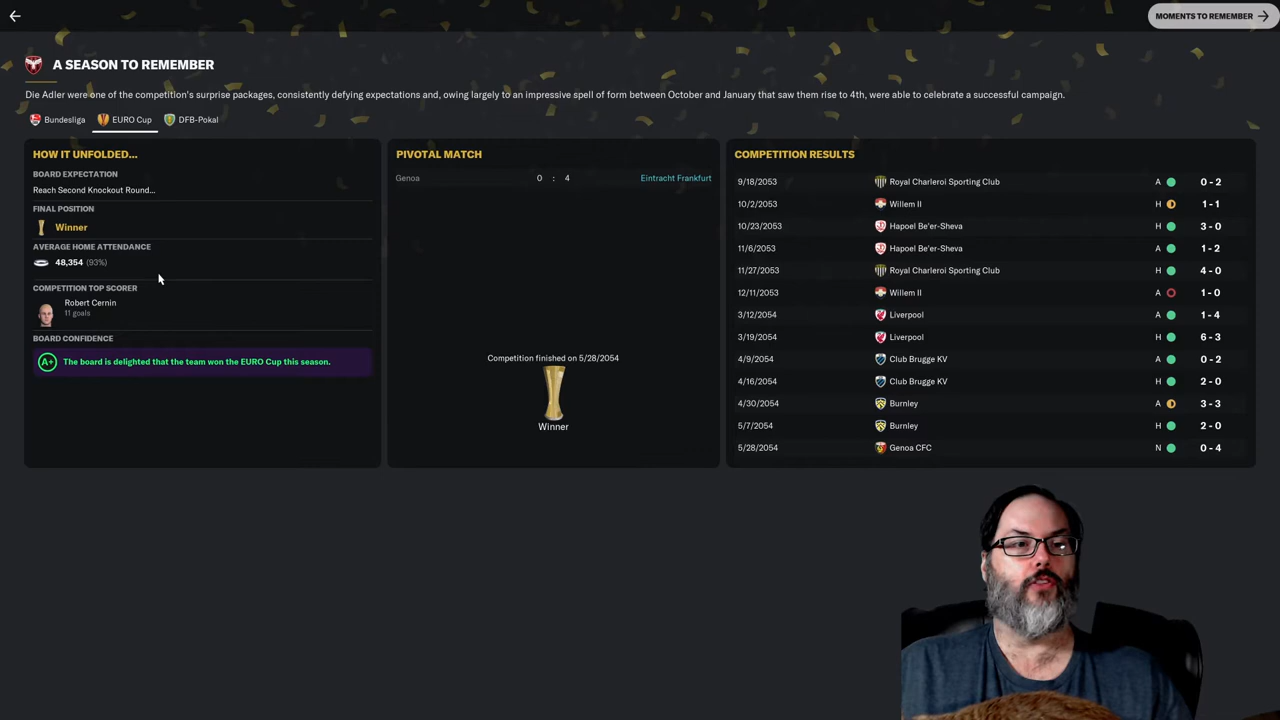 MOMENTS TO REMEMBER
A SEASON TO REMEMBER
Die Adler were one of the competition's surprise packages, consistently defying expectations and, owing largely to an impressive spell of form between October and January that saw them rise to 4th, were able to celebrate a successful campaign.
Bundesliga EURO Cup DFB-Pokal
HOW IT UNFOLDED...
BOARD EXPECTATION
Reach Second Knockout Round...
FINAL POSITION
Winner
AVERAGE HOME ATTENDANCE
48,354 (93%)
COMPETITION TOP SCORER
Robert Cernin
11 goals
BOARD CONFIDENCE
A+ The board is delighted that the team won the EURO Cup this season.
PIVOTAL MATCH
Genoa 0 : 4 Eintracht Frankfurt
Competition finished on 5/28/2054
Winner
COMPETITION RESULTS
9/18/2053 Royal Charleroi Sporting Club A 0 - 2
10/2/2053 Willem II H 1 - 1
10/23/2053 Hapoel Be'er-Sheva H 3 - 0
11/6/2053 Hapoel Be'er-Sheva A 1 - 2
11/27/2053 Royal Charleroi Sporting Club H 4 - 0
12/11/2053 Willem II A 1 - 0
3/12/2054 Liverpool A 1 - 4
3/19/2054 Liverpool H 6 - 3
4/9/2054 Club Brugge KV A 0 - 2
4/16/2054 Club Brugge KV H 2 - 0
4/30/2054 Burnley A 3 - 3
5/7/2054 Burnley H 2 - 0
5/28/2054 Genoa CFC N 0 - 4